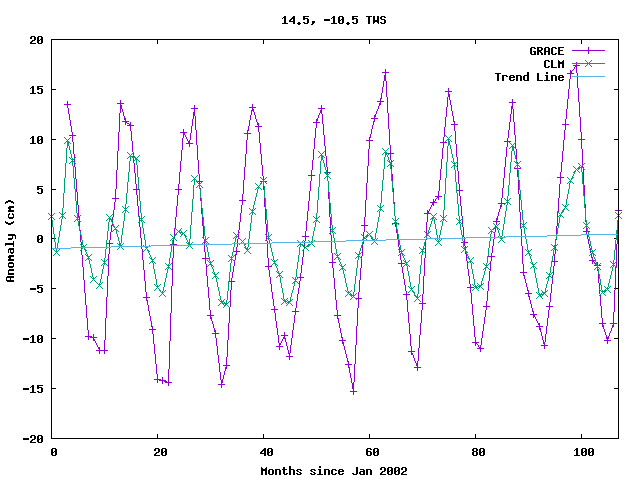 14.5, -10.5 TWS
GRACE
CLM
Trend Line
20
15
10
5
0
-5
-10
-15
-20
Anomaly (cm)
0 20 40 60 80 100
Months since Jan 2002